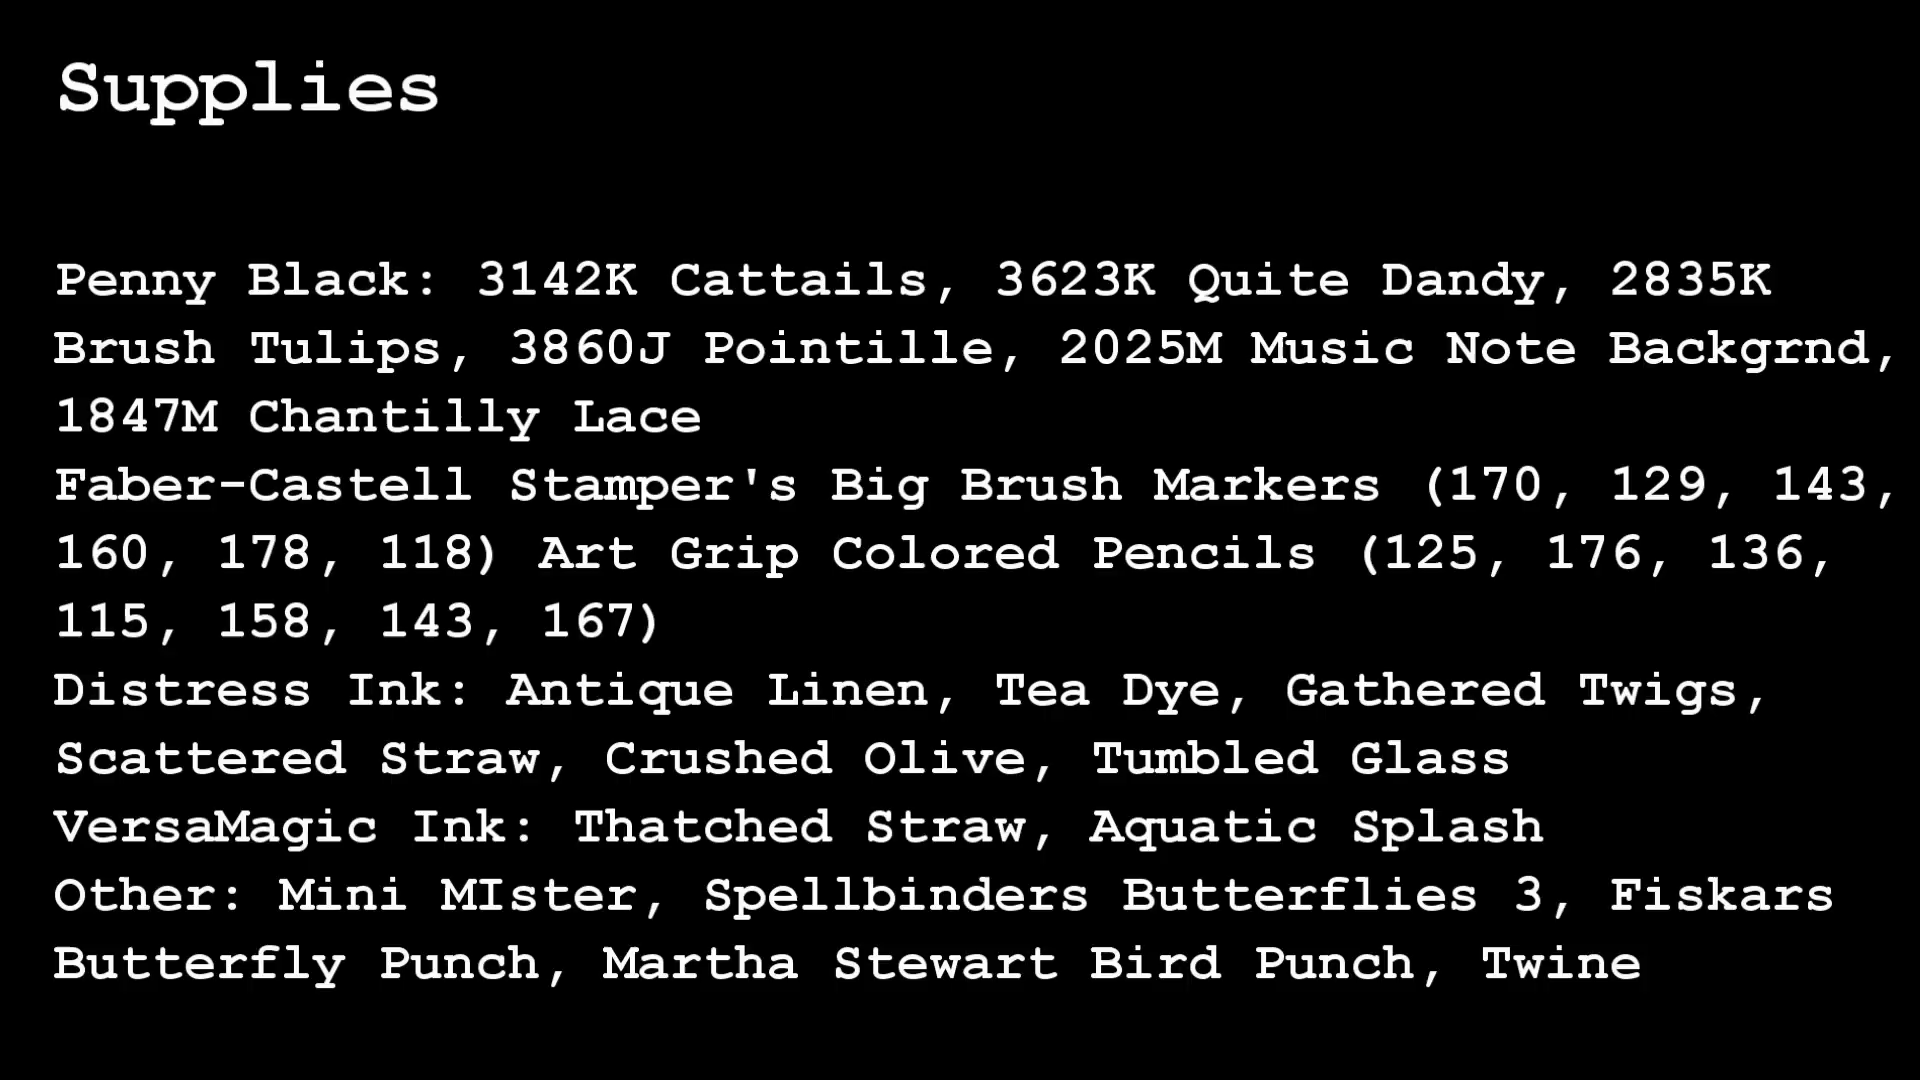 Supplies
Penny Black: 3142K Cattails, 3623K Quite Dandy, 2835K
Brush Tulips, 3860J Pointille, 2025M Music Note Backgrnd,
1847M Chantilly Lace
Faber-Castell Stamper's Big Brush Markers (170, 129, 143,
160, 178, 118) Art Grip Colored Pencils (125, 176, 136,
115, 158, 143, 167)
Distress Ink: Antique Linen, Tea Dye, Gathered Twigs,
Scattered Straw, Crushed Olive, Tumbled Glass
VersaMagic Ink: Thatched Straw, Aquatic Splash
Other: Mini MIster, Spellbinders Butterflies 3, Fiskars
Butterfly Punch, Martha Stewart Bird Punch, Twine